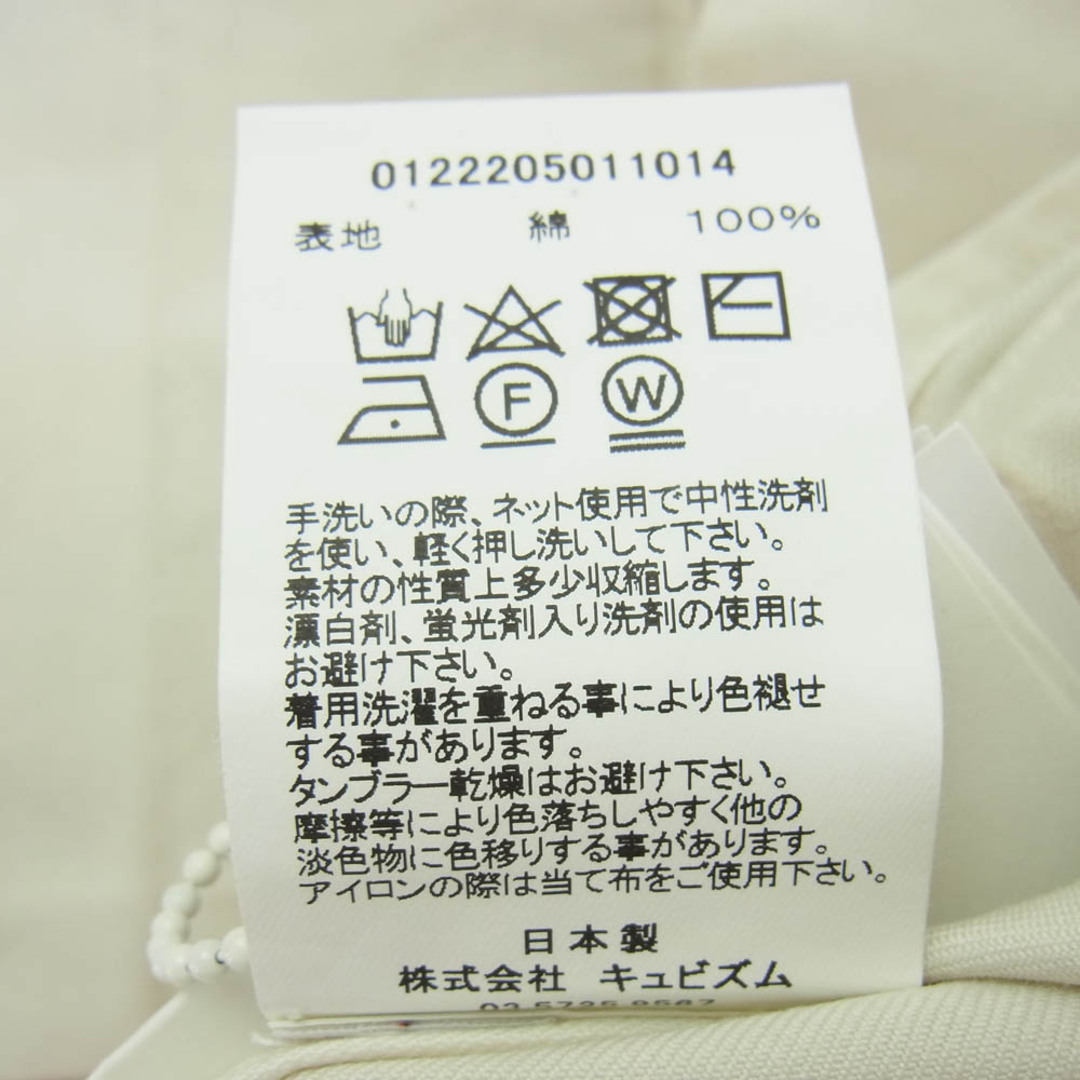 0122205011014
表地 綿 100%
F W
手洗いの際、ネット使用で中性洗剤
を使い、軽く押し洗いして下さい。
素材の性質上多少収縮します。
漂白剤、蛍光剤入り洗剤の使用は
お避け下さい。
着用洗濯を重ねる事により色褪せ
する事があります。
タンブラー乾燥はお避け下さい。
摩擦等により色落ちしやすく他の
淡色物に色移りする事があります。
アイロンの際は当て布をご使用下さい。
日本製
株式会社 キュビズム